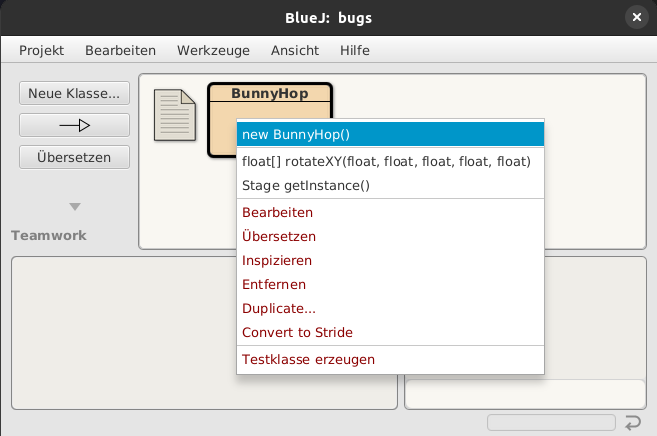 BlueJ: bugs
Projekt Bearbeiten Werkzeuge Ansicht Hilfe
Neue Klasse...
Übersetzen
Teamwork
BunnyHop
new BunnyHop()
float[] rotateXY(float, float, float, float, float)
Stage getInstance()
Bearbeiten
Übersetzen
Inspizieren
Entfernen
Duplicate...
Convert to Stride
Testklasse erzeugen